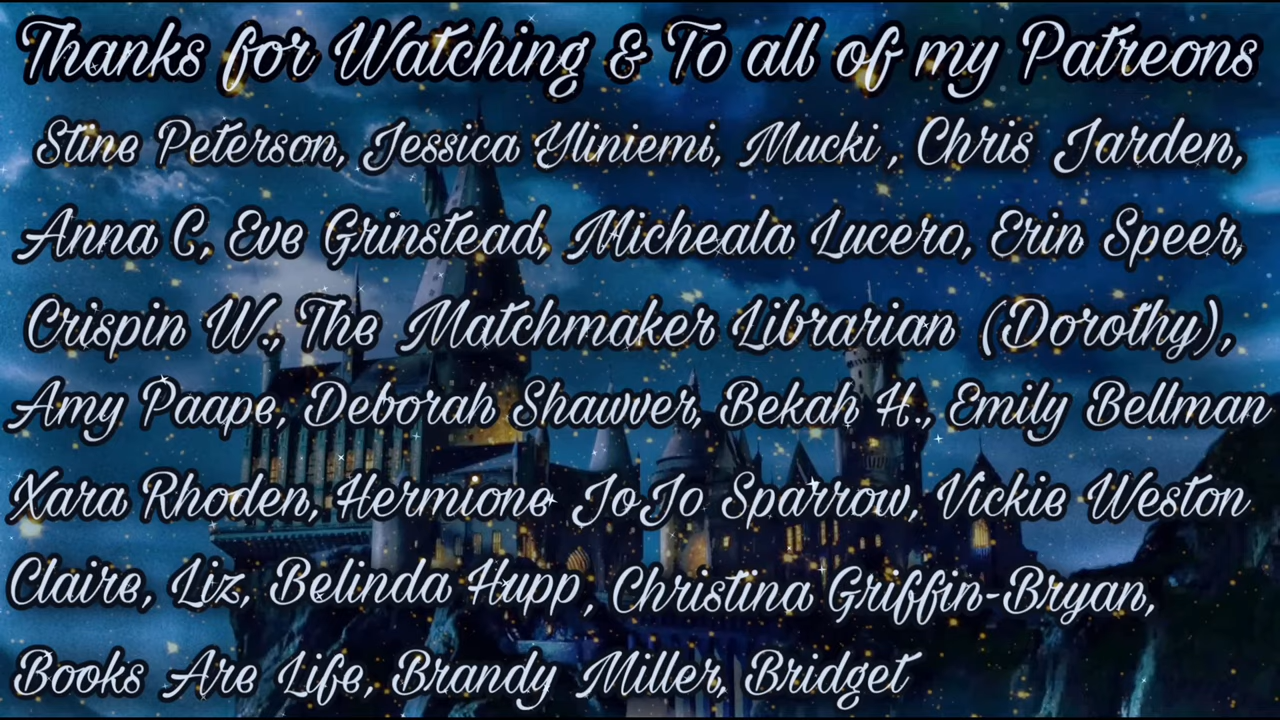 Thanks for Watching & To all of my Patreons
Stine Peterson, Jessica Yliniemi, Mucki , Chris Jarden,
Anna C, Eve Grinstead, Micheala Lucero, Erin Speer,
Crispin W., The Matchmaker Librarian (Dorothy),
Amy Paape, Deborah Shawver, Bekah H., Emily Bellman
Xara Rhoden, Hermione JoJo Sparrow, Vickie Weston
Claire, Liz, Belinda Hupp, Christina Griffin-Bryan,
Books Are Life, Brandy Miller, Bridget